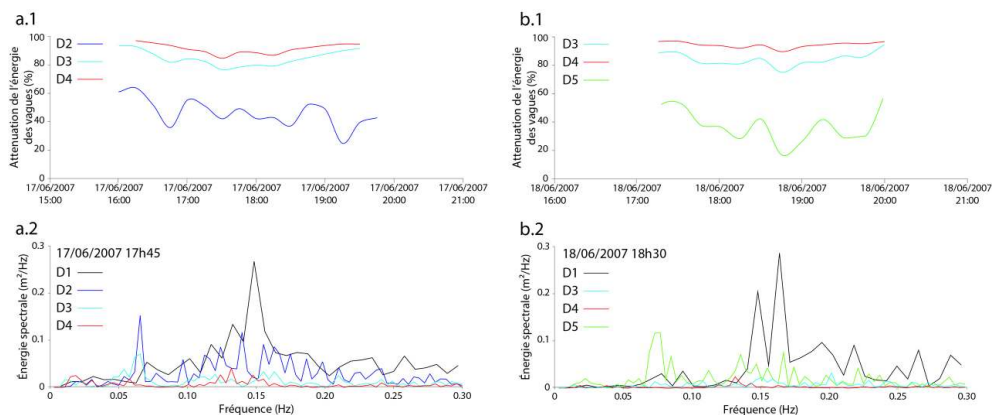 a.1
D2
D3
D4
Attenuation de l'énergie
des vagues (%)
100
80
60
40
20
0
17/06/2007
15:00
17/06/2007
16:00
17/06/2007
17:00
17/06/2007
18:00
17/06/2007
19:00
17/06/2007
20:00
17/06/2007
21:00
b.1
D3
D4
D5
Attenuation de l'énergie
des vagues (%)
100
80
60
40
20
0
18/06/2007
16:00
18/06/2007
17:00
18/06/2007
18:00
18/06/2007
19:00
18/06/2007
20:00
18/06/2007
21:00
a.2
17/06/2007 17h45
D1
D2
D3
D4
Énergie spectrale (m²/Hz)
0.3
0.2
0.1
0
0
0.05
0.10
0.15
0.20
0.25
0.30
Fréquence (Hz)
b.2
18/06/2007 18h30
D1
D3
D4
D5
Énergie spectrale (m²/Hz)
0.3
0.2
0.1
0
0
0.05
0.10
0.15
0.20
0.25
0.30
Fréquence (Hz)